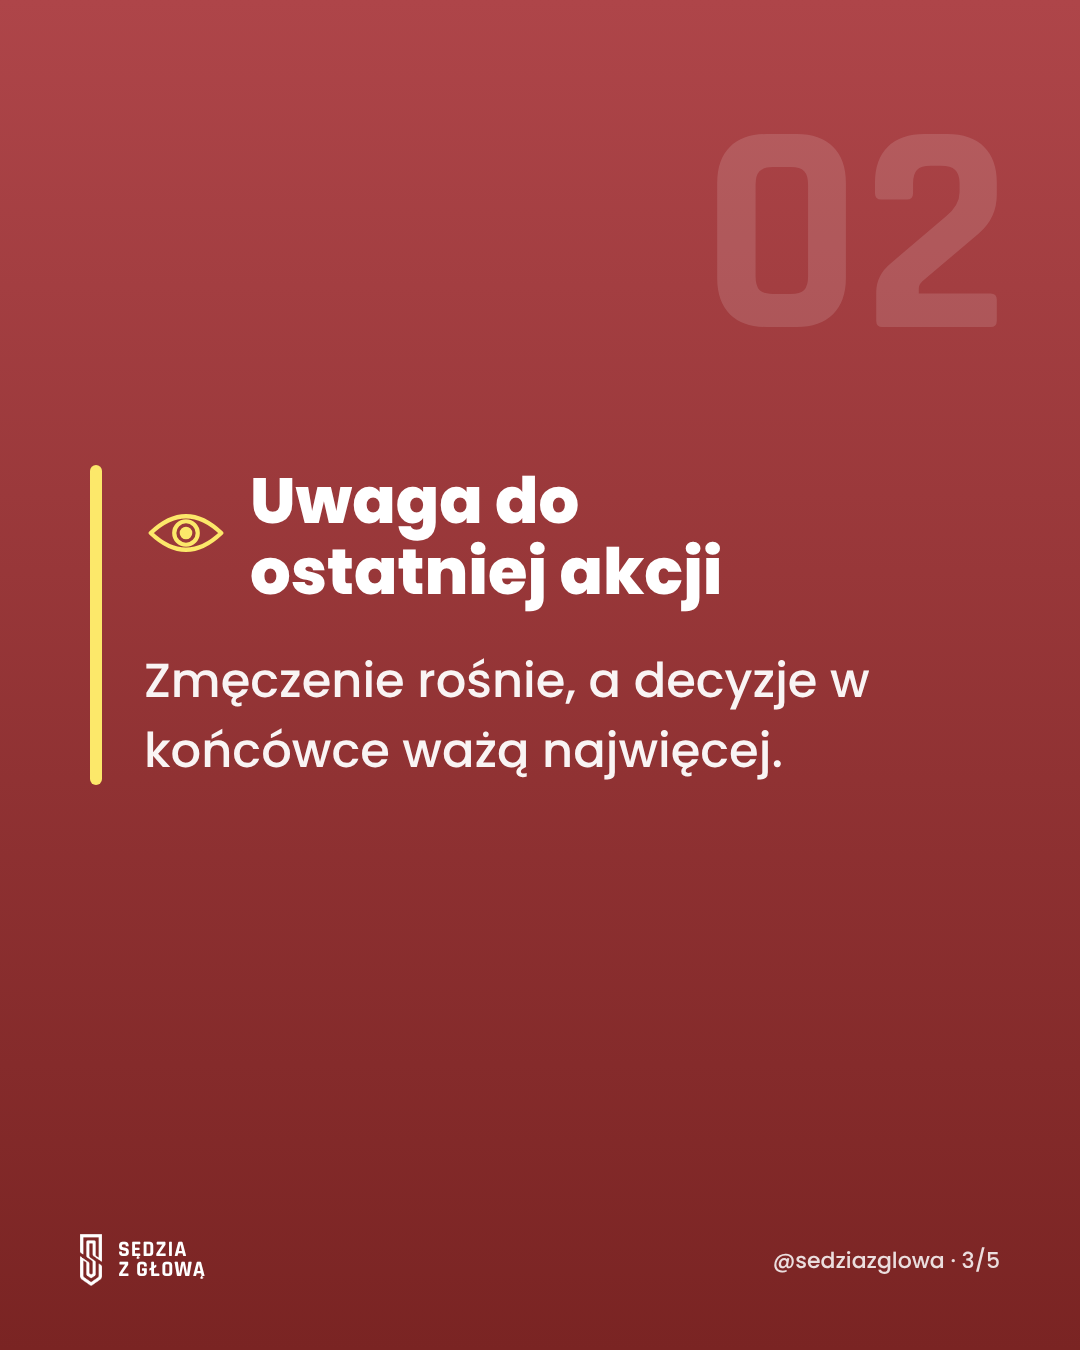 02
Uwaga do
ostatniej akcji
Zmęczenie rośnie, a decyzje w
końcówce ważą najwięcej.
SĘDZIA
Z GŁOWĄ
@sedziazglowa · 3/5